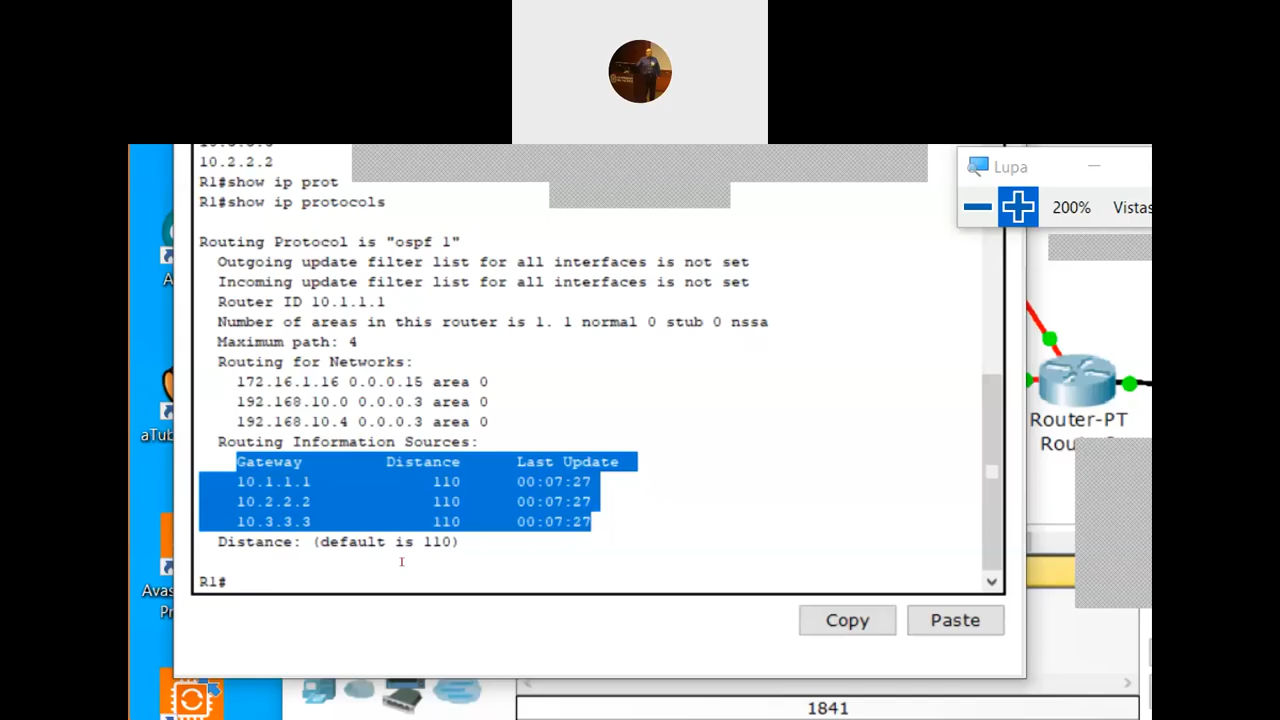 10.2.2.2
R1#show ip prot
R1#show ip protocols
Routing Protocol is "ospf 1"
Outgoing update filter list for all interfaces is not set
Incoming update filter list for all interfaces is not set
Router ID 10.1.1.1
Number of areas in this router is 1. 1 normal 0 stub 0 nssa
Maximum path: 4
Routing for Networks:
172.16.1.16 0.0.0.15 area 0
192.168.10.0 0.0.0.3 area 0
192.168.10.4 0.0.0.3 area 0
Routing Information Sources:
Gateway Distance Last Update
10.1.1.1 110 00:07:27
10.2.2.2 110 00:07:27
10.3.3.3 110 00:07:27
Distance: (default is 110)
R1#
Copy Paste
Lupa
200% Vistas
Router-PT
1841